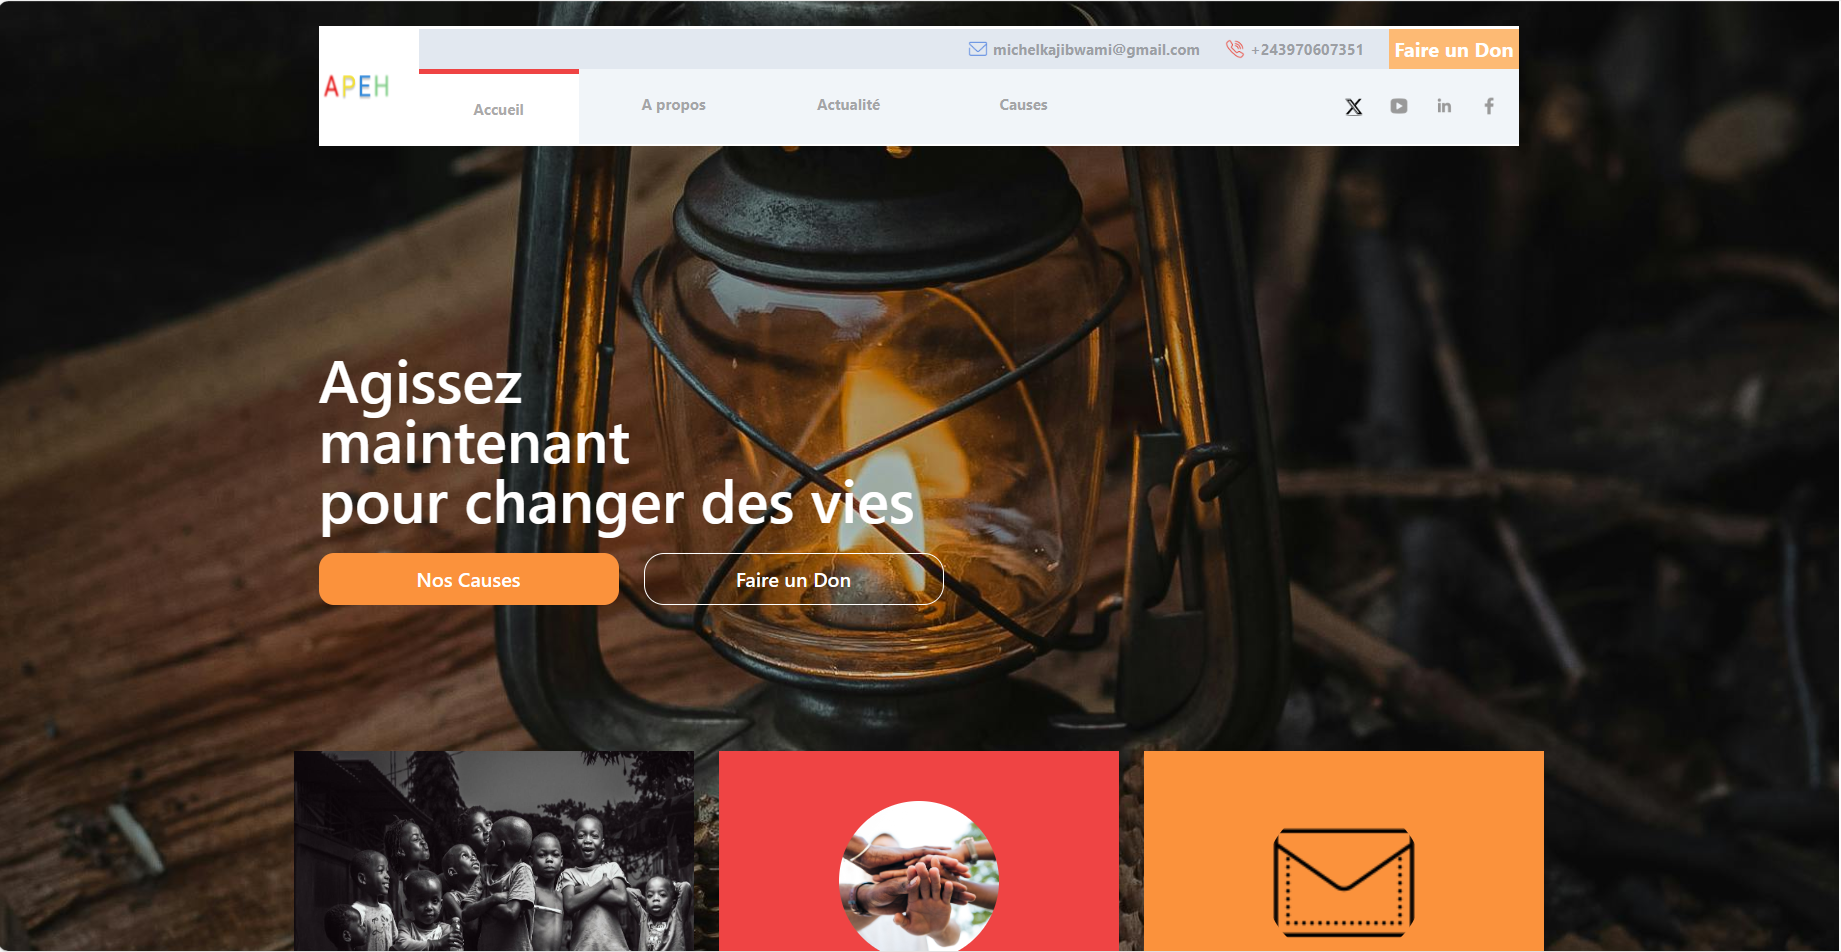 APEH
michelkajibwami@gmail.com
+243970607351
Faire un Don
Accueil
A propos
Actualité
Causes
Agissez
maintenant
pour changer des vies
Nos Causes
Faire un Don